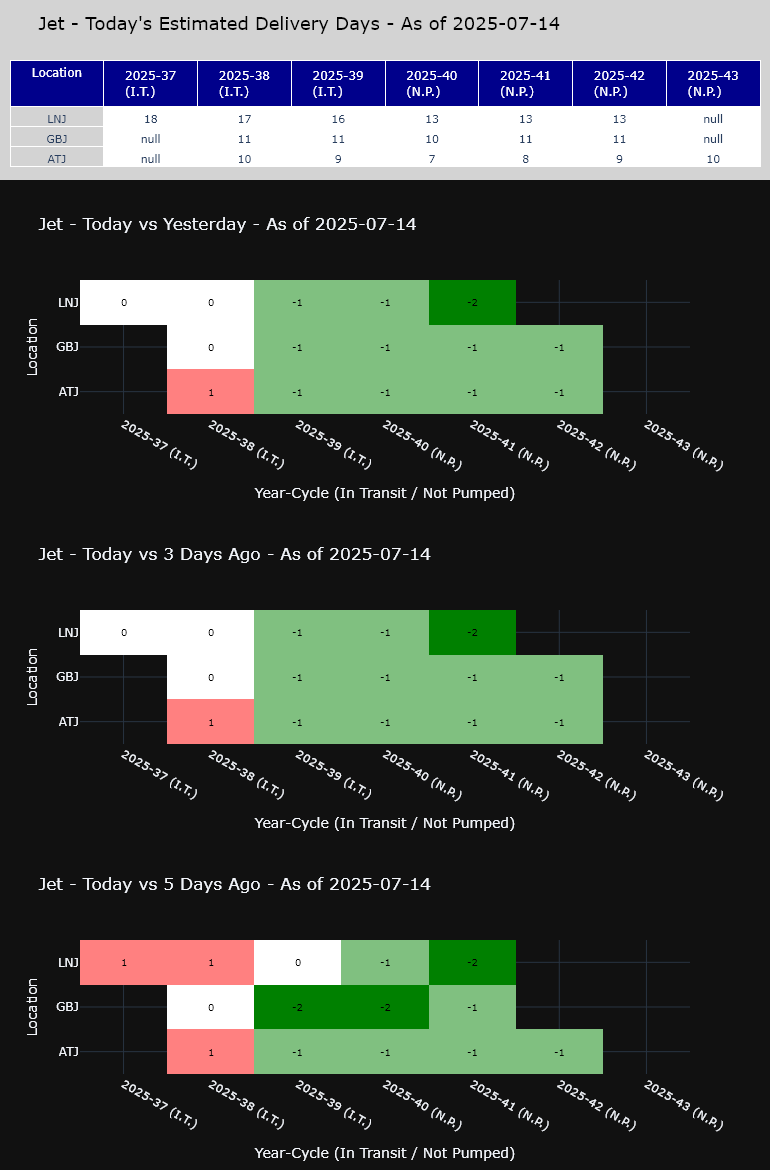 Jet - Today's Estimated Delivery Days - As of 2025-07-14
Location 2025-37 (I.T.) 2025-38 (I.T.) 2025-39 (I.T.) 2025-40 (N.P.) 2025-41 (N.P.) 2025-42 (N.P.) 2025-43 (N.P.)
LNJ 18 17 16 13 13 13 null
GBJ null 11 11 10 11 11 null
ATJ null 10 9 7 8 9 10
Jet - Today vs Yesterday - As of 2025-07-14
Location
LNJ 0 0 -1 -1 -2
GBJ 0 -1 -1 -1 -1
ATJ 1 -1 -1 -1 -1
2025-37 (I.T.) 2025-38 (I.T.) 2025-39 (I.T.) 2025-40 (N.P.) 2025-41 (N.P.) 2025-42 (N.P.) 2025-43 (N.P.)
Year-Cycle (In Transit / Not Pumped)
Jet - Today vs 3 Days Ago - As of 2025-07-14
Location
LNJ 0 0 -1 -1 -2
GBJ 0 -1 -1 -1 -1
ATJ 1 -1 -1 -1 -1
2025-37 (I.T.) 2025-38 (I.T.) 2025-39 (I.T.) 2025-40 (N.P.) 2025-41 (N.P.) 2025-42 (N.P.) 2025-43 (N.P.)
Year-Cycle (In Transit / Not Pumped)
Jet - Today vs 5 Days Ago - As of 2025-07-14
Location
LNJ 1 1 0 -1 -2
GBJ 0 -2 -2 -1
ATJ 1 -1 -1 -1 -1
2025-37 (I.T.) 2025-38 (I.T.) 2025-39 (I.T.) 2025-40 (N.P.) 2025-41 (N.P.) 2025-42 (N.P.) 2025-43 (N.P.)
Year-Cycle (In Transit / Not Pumped)